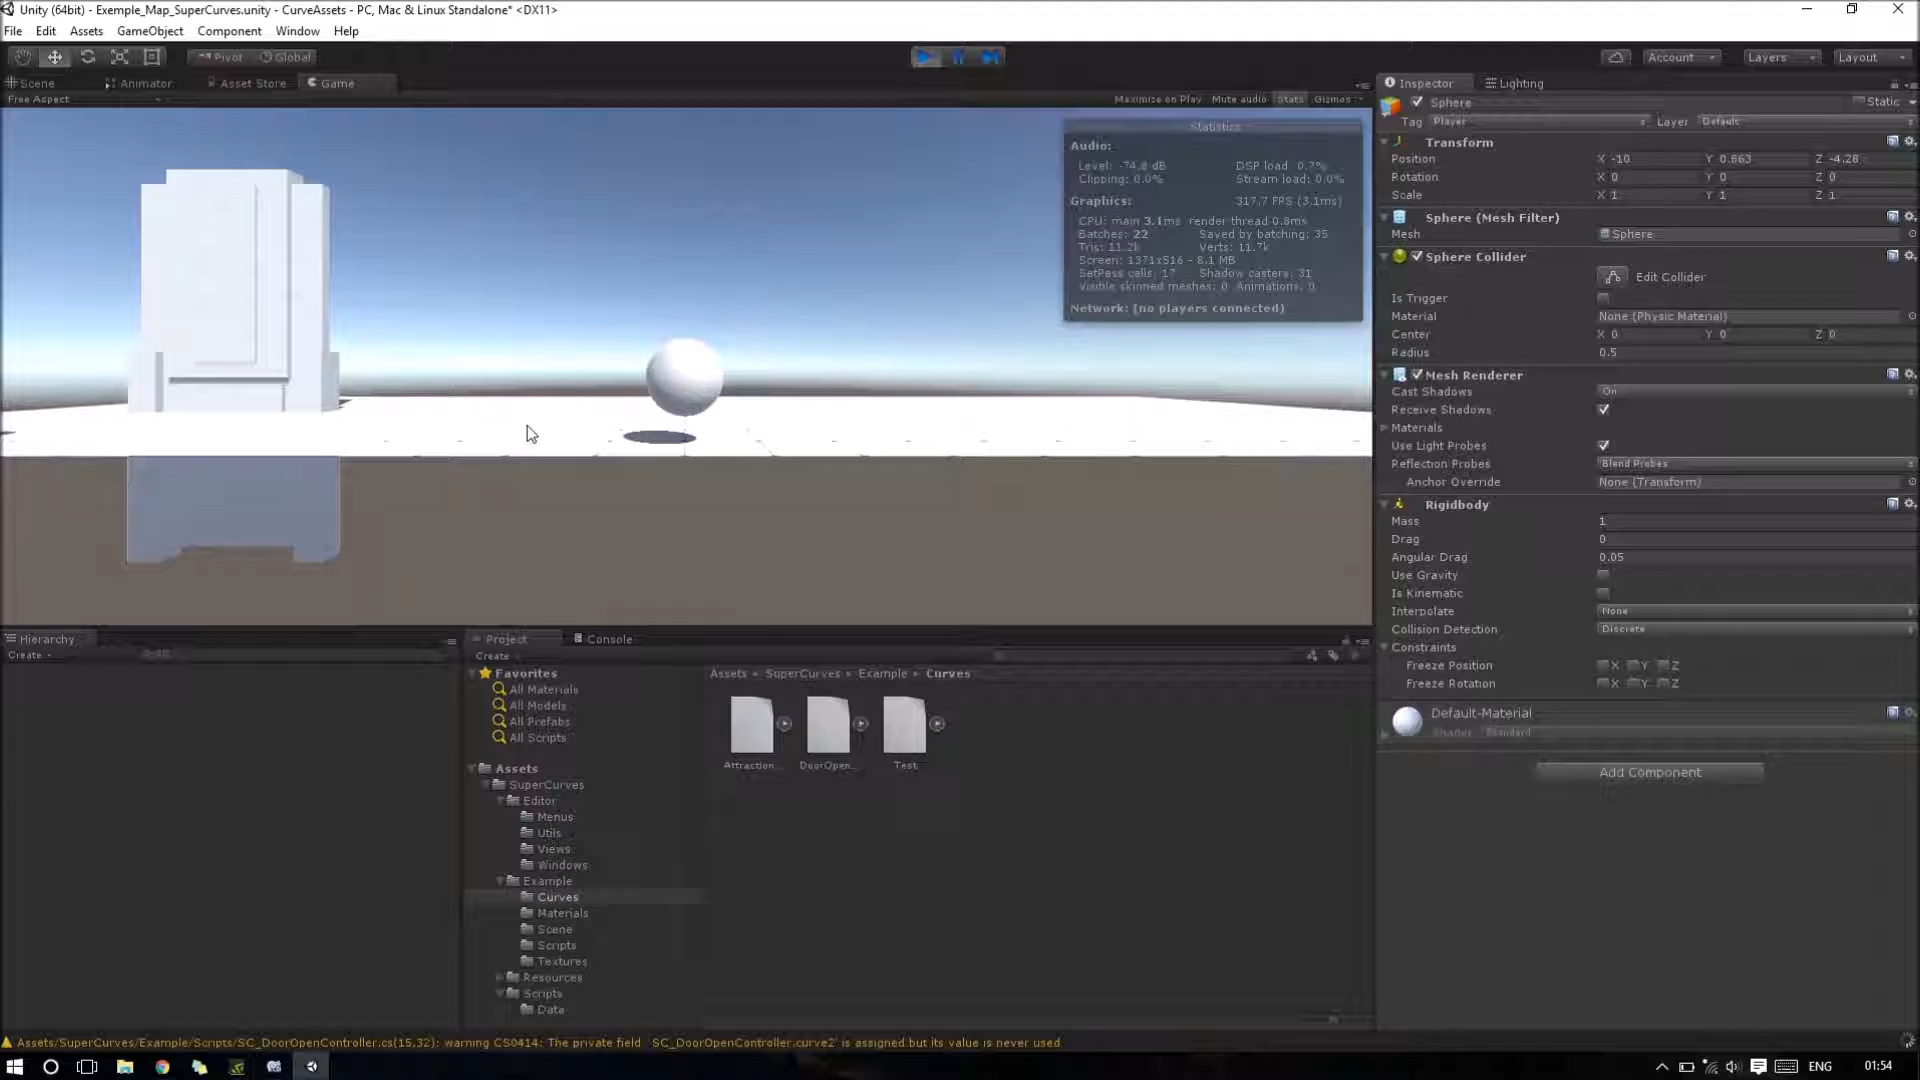 Unity (64bit) - Exemple_Map_SuperCurves.unity - CurveAssets - PC, Mac & Linux Standalone* <DX11>
File Edit Assets GameObject Component Window Help
Pivot Global Account Layers Layout
Scene Animator Asset Store Game
Free Aspect Maximize on Play Mute audio Stats Gizmos
Statistics
Audio:
Level: -74.8 dB DSP load 0.7%
Clipping: 0.0% Stream load: 0.0%
Graphics: 317.7 FPS (3.1ms)
CPU: main 3.1ms render thread 0.8ms
Batches: 22 Saved by batching: 35
Tris: 11.2k Verts: 11.7k
Screen: 1371x516 - 8.1 MB
SetPass calls: 17 Shadow casters: 31
Visible skinned meshes: 0 Animations: 0
Network: (no players connected)
Inspector Lighting
Sphere Static
Tag Player Layer Default
Transform
Position X -10 Y 0.863 Z -4.28
Rotation X 0 Y 0 Z 0
Scale X 1 Y 1 Z 1
Sphere (Mesh Filter)
Mesh Sphere
Sphere Collider
Edit Collider
Is Trigger
Material None (Physic Material)
Center X 0 Y 0 Z 0
Radius 0.5
Mesh Renderer
Cast Shadows On
Receive Shadows
Materials
Use Light Probes
Reflection Probes Blend Probes
Anchor Override None (Transform)
Rigidbody
Mass 1
Drag 0
Angular Drag 0.05
Use Gravity
Is Kinematic
Interpolate None
Collision Detection Discrete
Constraints
Freeze Position X Y Z
Freeze Rotation X Y Z
Default-Material
Shader Standard
Add Component
Hierarchy
Create
Project Console
Create
Favorites
All Materials
All Models
All Prefabs
All Scripts
Assets
SuperCurves
Editor
Menus
Utils
Views
Windows
Example
Curves
Materials
Scene
Scripts
Textures
Resources
Scripts
Data
Assets SuperCurves Example Curves
Attraction... DoorOpen... Test
Assets/SuperCurves/Example/Scripts/SC_DoorOpenController.cs(15,32): warning CS0414: The private field `SC_DoorOpenController.curve2' is assigned but its value is never used
ENG 01:54